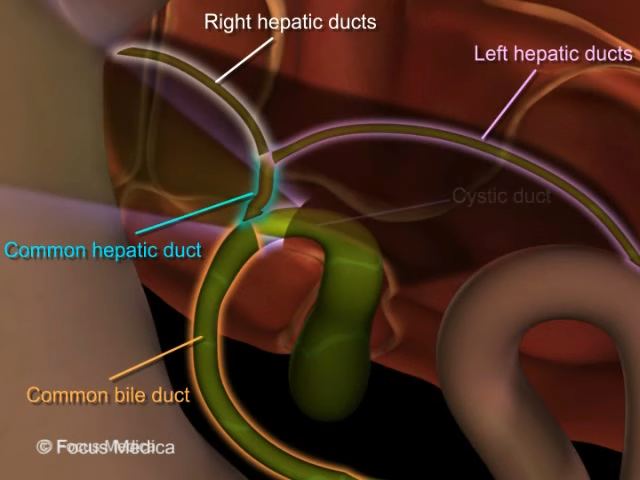 Right hepatic ducts
Left hepatic ducts
Cystic duct
Common hepatic duct
Common bile duct
© Focus Medica